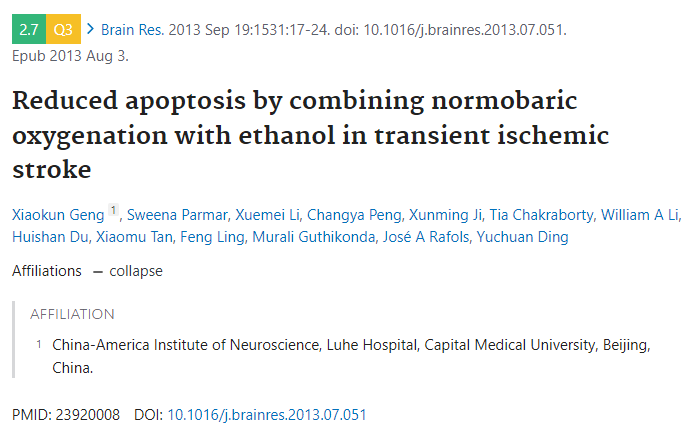 2.7 Q3 > Brain Res. 2013 Sep 19:1531:17-24. doi: 10.1016/j.brainres.2013.07.051.
Epub 2013 Aug 3.
Reduced apoptosis by combining normobaric
oxygenation with ethanol in transient ischemic
stroke
Xiaokun Geng 1, Sweena Parmar, Xuemei Li, Changya Peng, Xunming Ji, Tia Chakraborty, William A Li,
Huishan Du, Xiaomu Tan, Feng Ling, Murali Guthikonda, José A Rafols, Yuchuan Ding
Affiliations — collapse
AFFILIATION
1 China-America Institute of Neuroscience, Luhe Hospital, Capital Medical University, Beijing,
China.
PMID: 23920008 DOI: 10.1016/j.brainres.2013.07.051